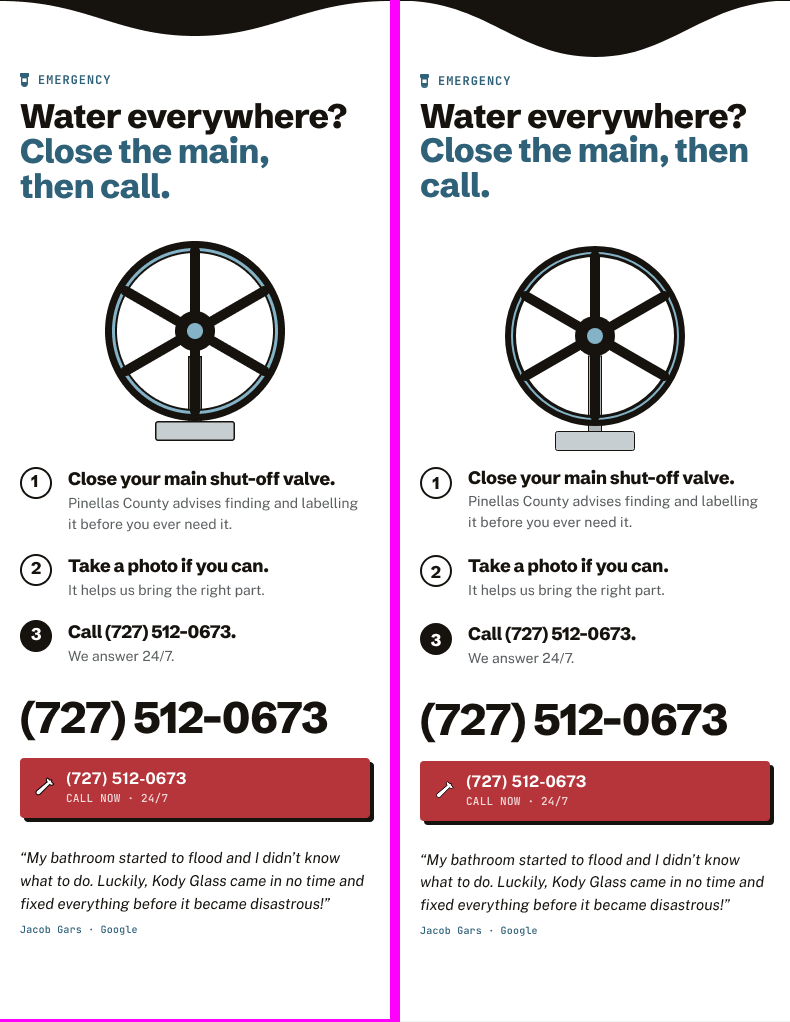 EMERGENCY
Water everywhere?
Close the main,
then call.
1
Close your main shut-off valve.
Pinellas County advises finding and labelling
it before you ever need it.
2
Take a photo if you can.
It helps us bring the right part.
3
Call (727) 512-0673.
We answer 24/7.
(727) 512-0673
(727) 512-0673
CALL NOW · 24/7
“My bathroom started to flood and I didn’t know
what to do. Luckily, Kody Glass came in no time and
fixed everything before it became disastrous!”
Jacob Gars · Google
EMERGENCY
Water everywhere?
Close the main, then
call.
1
Close your main shut-off valve.
Pinellas County advises finding and labelling
it before you ever need it.
2
Take a photo if you can.
It helps us bring the right part.
3
Call (727) 512-0673.
We answer 24/7.
(727) 512-0673
(727) 512-0673
CALL NOW · 24/7
“My bathroom started to flood and I didn’t know
what to do. Luckily, Kody Glass came in no time and
fixed everything before it became disastrous!”
Jacob Gars · Google